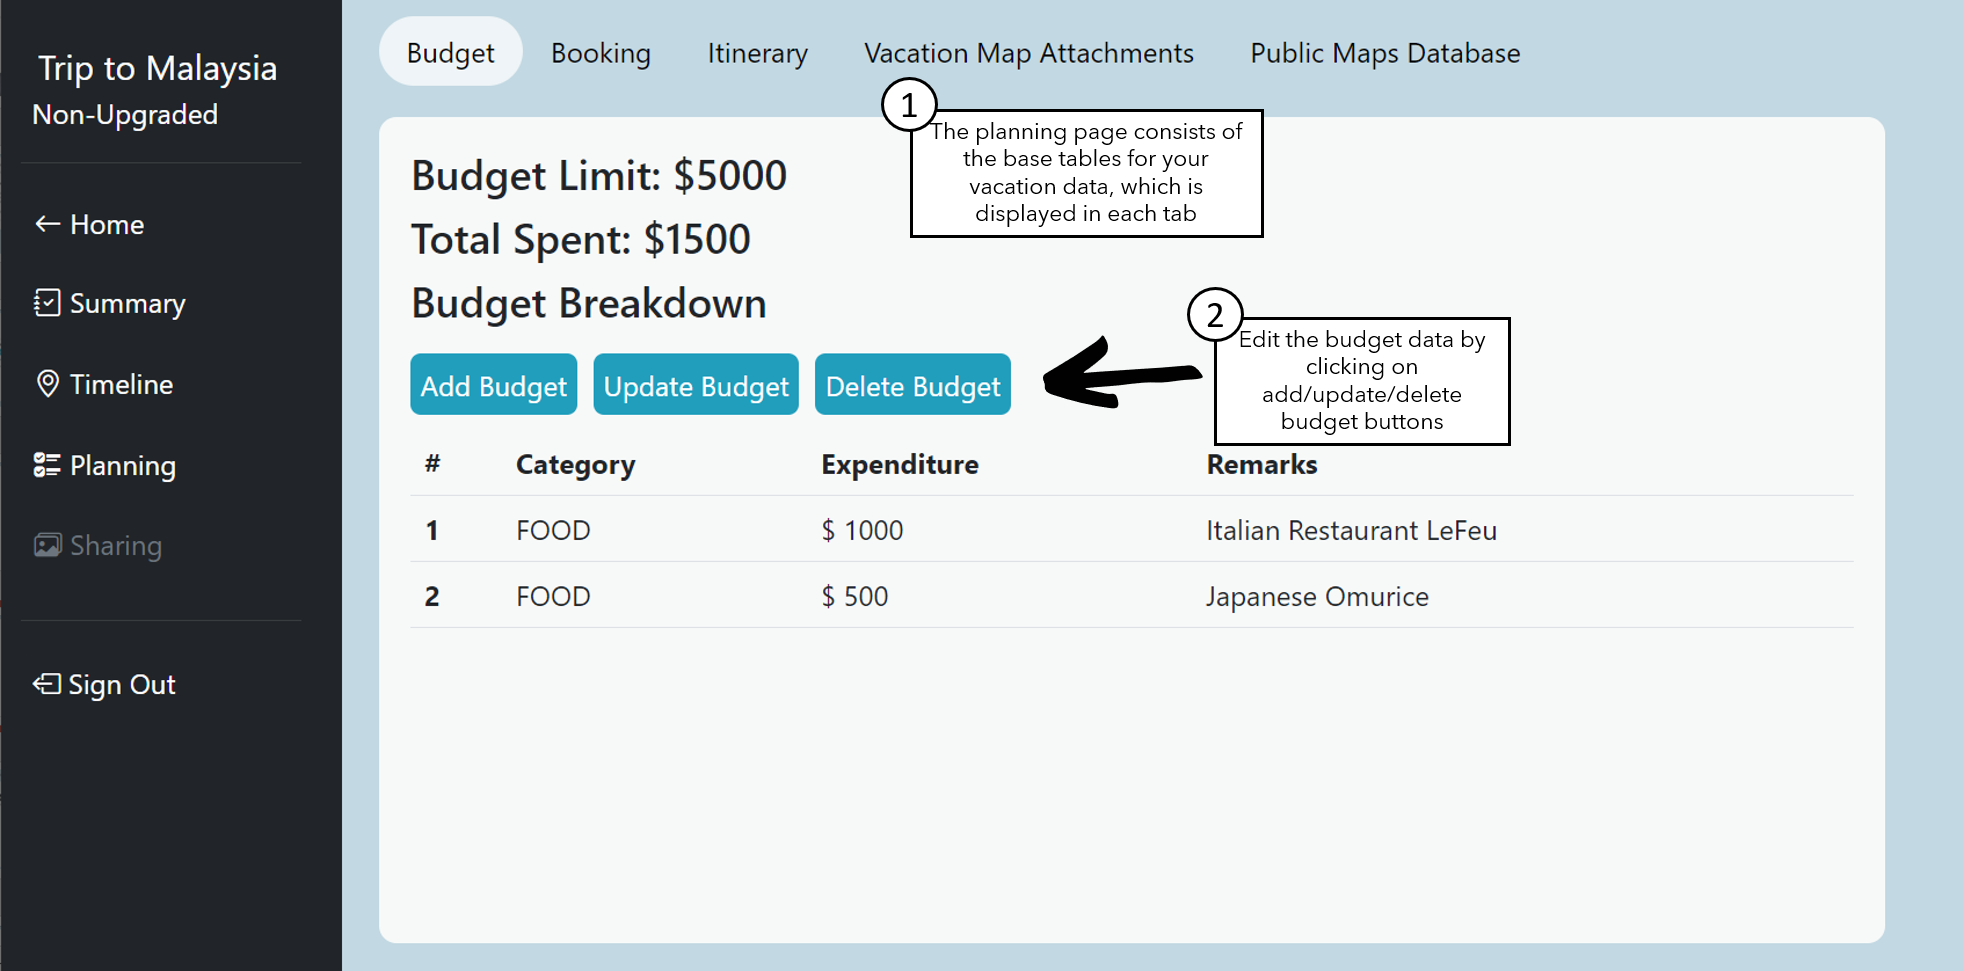 Trip to Malaysia
Non-Upgraded
Home
Summary
Timeline
Planning
Sharing
Sign Out
Budget Booking Itinerary Vacation Map Attachments Public Maps Database
1
The planning page consists of
the base tables for your
vacation data, which is
displayed in each tab
Budget Limit: $5000
Total Spent: $1500
Budget Breakdown
Add Budget Update Budget Delete Budget
2
Edit the budget data by
clicking on
add/update/delete
budget buttons
# Category Expenditure Remarks
1 FOOD $ 1000 Italian Restaurant LeFeu
2 FOOD $ 500 Japanese Omurice